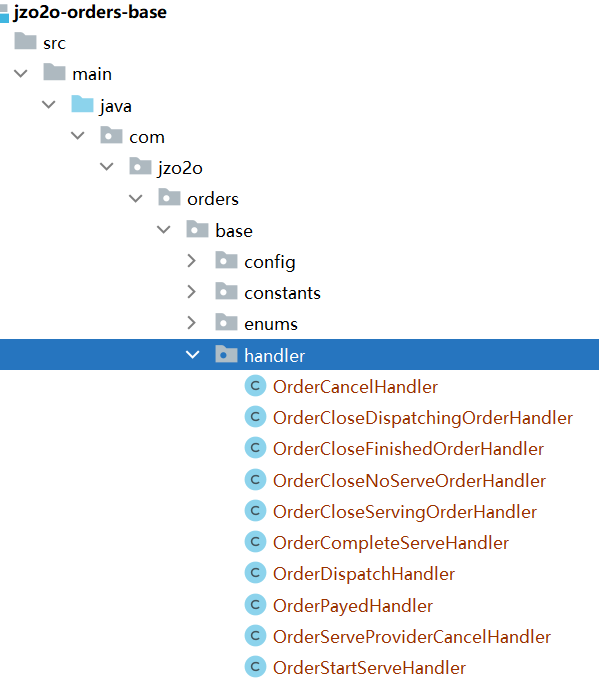 jzo2o-orders-base
src
main
java
com
jzo2o
orders
base
config
constants
enums
handler
C OrderCancelHandler
C OrderCloseDispatchingOrderHandler
C OrderCloseFinishedOrderHandler
C OrderCloseNoServeOrderHandler
C OrderCloseServingOrderHandler
C OrderCompleteServeHandler
C OrderDispatchHandler
C OrderPayedHandler
C OrderServeProviderCancelHandler
C OrderStartServeHandler